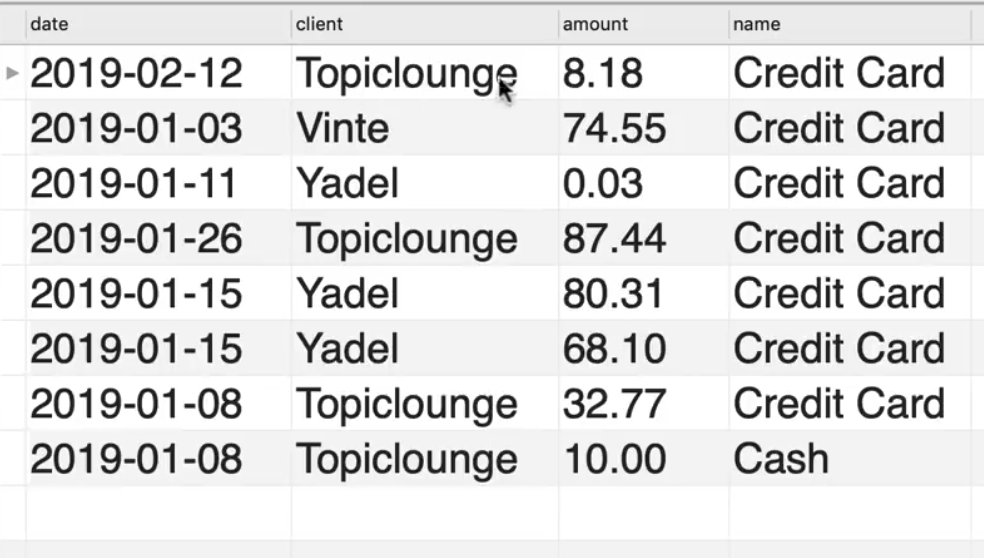 date client amount name
2019-02-12 Topiclounge 8.18 Credit Card
2019-01-03 Vinte 74.55 Credit Card
2019-01-11 Yadel 0.03 Credit Card
2019-01-26 Topiclounge 87.44 Credit Card
2019-01-15 Yadel 80.31 Credit Card
2019-01-15 Yadel 68.10 Credit Card
2019-01-08 Topiclounge 32.77 Credit Card
2019-01-08 Topiclounge 10.00 Cash